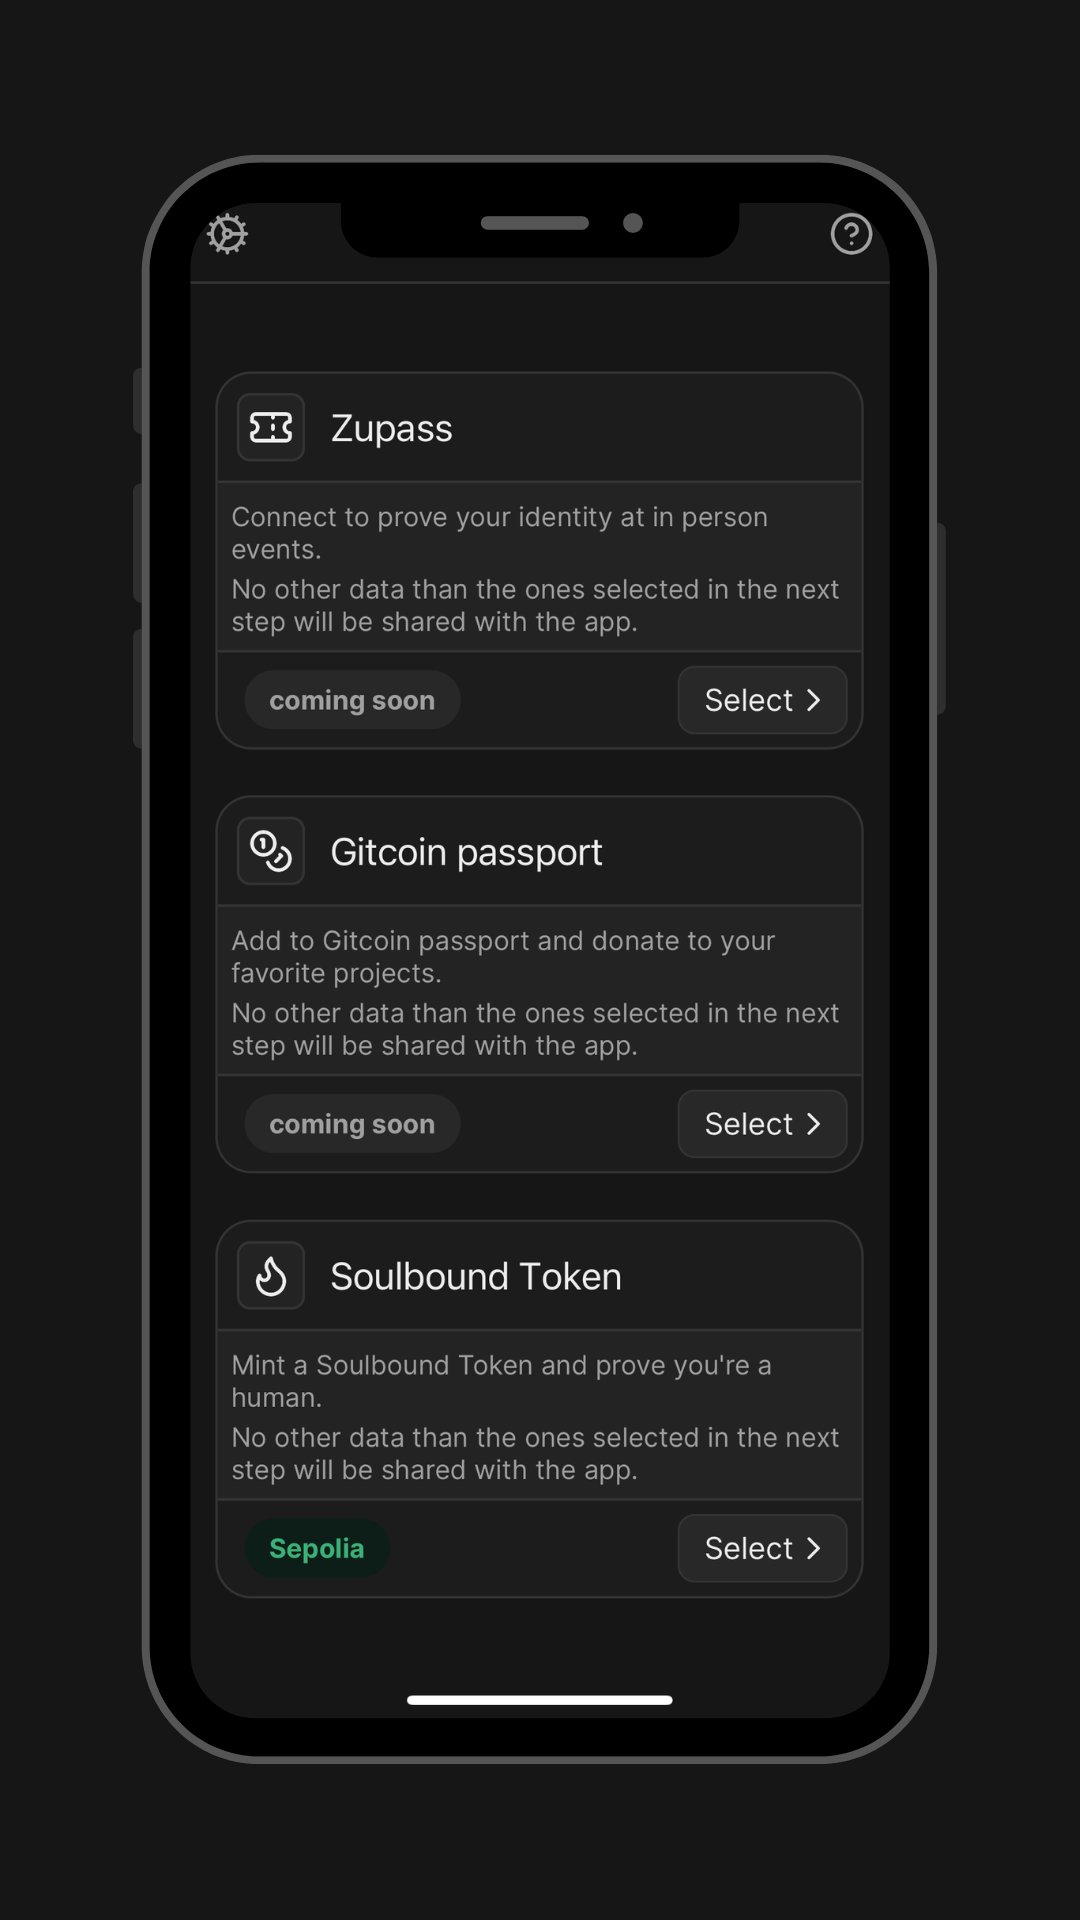 Zupass
Connect to prove your identity at in person
events.
No other data than the ones selected in the next
step will be shared with the app.
coming soon
Select
Gitcoin passport
Add to Gitcoin passport and donate to your
favorite projects.
No other data than the ones selected in the next
step will be shared with the app.
coming soon
Select
Soulbound Token
Mint a Soulbound Token and prove you're a
human.
No other data than the ones selected in the next
step will be shared with the app.
Sepolia
Select